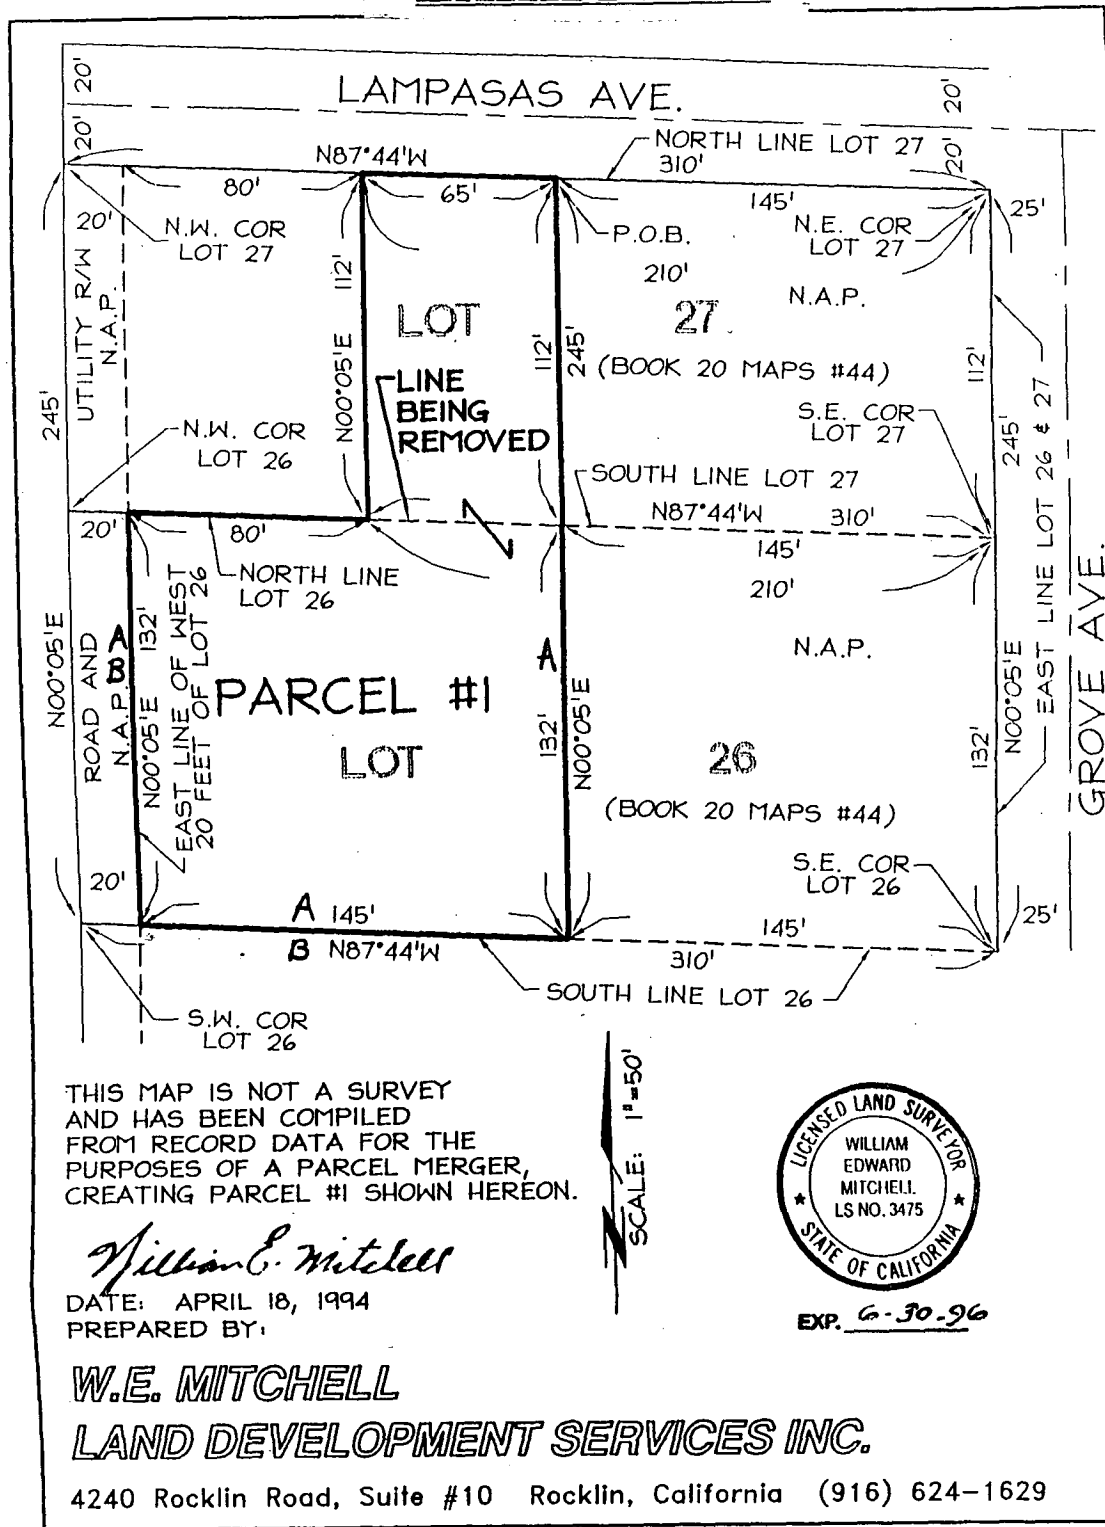 20'
20'
LAMPASAS AVE.
20'
20'
N87°44'W
NORTH LINE LOT 27
310'
80'
65'
145'
25'
20'
N.W. COR
LOT 27
P.O.B.
N.E. COR
LOT 27
210'
N.A.P.
UTILITY R/W
N.A.P.
112'
N00°05'E
LOT
112'
245'
27
(BOOK 20 MAPS #44)
112'
245'
LINE
BEING
REMOVED
245'
N.W. COR
LOT 26
S.E. COR
LOT 27
SOUTH LINE LOT 27
N87°44'W
310'
20'
80'
145'
210'
NORTH LINE
LOT 26
EAST LINE LOT 26 & 27
GROVE AVE.
N00°05'E
ROAD AND
N.A.P.
A
B
132'
N00°05'E
EAST LINE OF WEST
20 FEET OF LOT 26
PARCEL #1
LOT
A
132'
N00°05'E
N.A.P.
26
(BOOK 20 MAPS #44)
132'
N00°05'E
20'
S.E. COR
LOT 26
A 145'
B N87°44'W
145'
310'
25'
SOUTH LINE LOT 26
S.W. COR
LOT 26
THIS MAP IS NOT A SURVEY
AND HAS BEEN COMPILED
FROM RECORD DATA FOR THE
PURPOSES OF A PARCEL MERGER,
CREATING PARCEL #1 SHOWN HEREON.
SCALE: 1"=50'
LICENSED LAND SURVEYOR
WILLIAM
EDWARD
MITCHELL
LS NO. 3475
STATE OF CALIFORNIA
EXP. 6-30-96
William E. Mitchell
DATE: APRIL 18, 1994
PREPARED BY:
W.E. MITCHELL
LAND DEVELOPMENT SERVICES INC.
4240 Rocklin Road, Suite #10 Rocklin, California (916) 624-1629